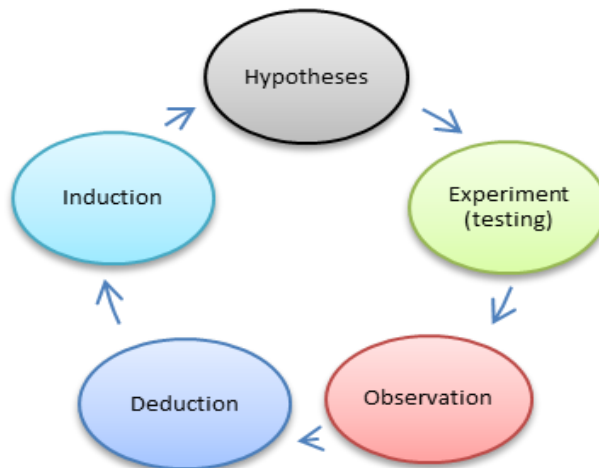 Hypotheses
Experiment
(testing)
Observation
Deduction
Induction